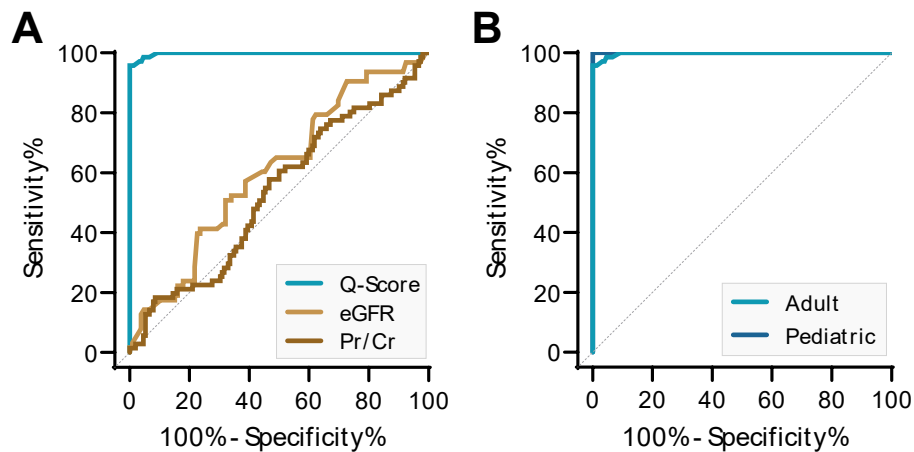 A
100
80
60
40
20
0
Sensitivity%
0 20 40 60 80 100
100%-Specificity%
Q-Score
eGFR
Pr/Cr
B
100
80
60
40
20
0
Sensitivity%
0 20 40 60 80 100
100%-Specificity%
Adult
Pediatric